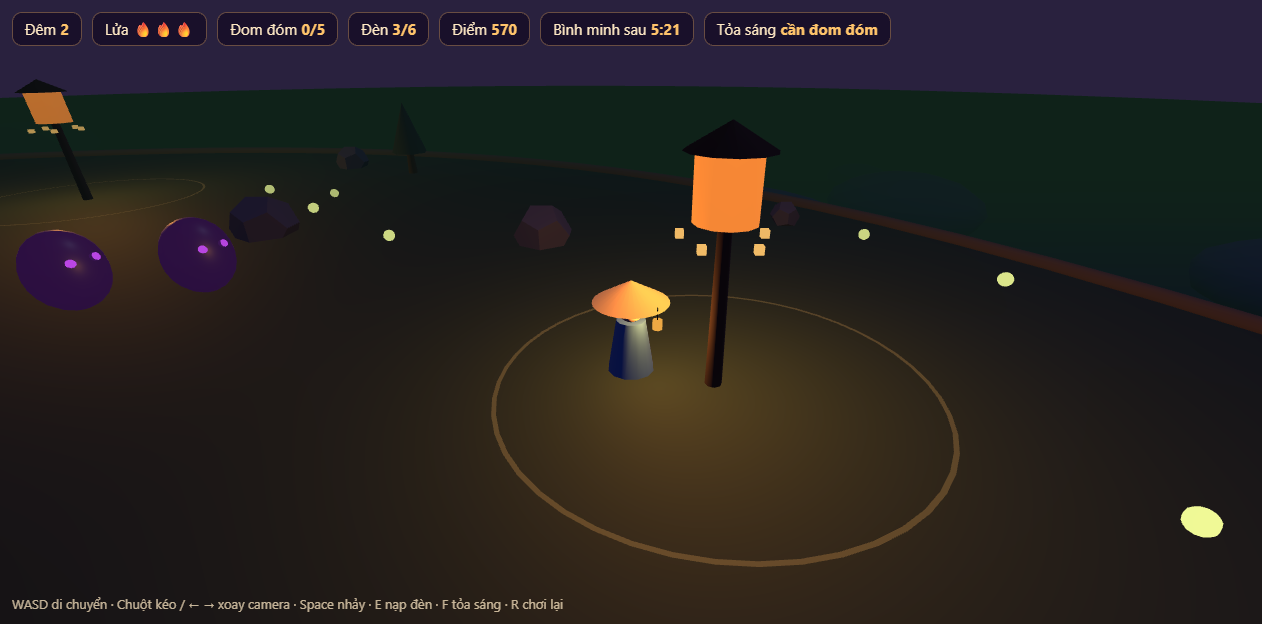 Đêm 2
Lửa 🔥🔥🔥
Đom đóm 0/5
Đèn 3/6
Điểm 570
Bình minh sau 5:21
Tỏa sáng cần đom đóm
WASD di chuyển · Chuột kéo / ← → xoay camera · Space nhảy · E nạp đèn · F tỏa sáng · R chơi lại